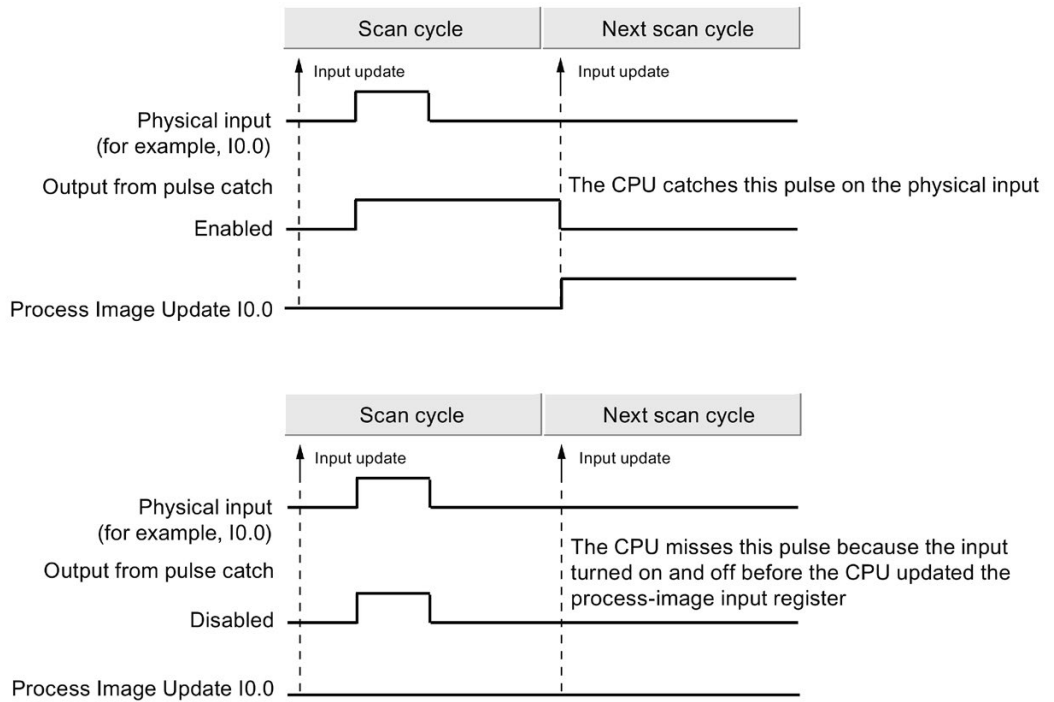 Scan cycle
Next scan cycle
Input update
Input update
Physical input
(for example, I0.0)
Output from pulse catch
The CPU catches this pulse on the physical input
Enabled
Process Image Update I0.0
Scan cycle
Next scan cycle
Input update
Input update
Physical input
(for example, I0.0)
The CPU misses this pulse because the input
turned on and off before the CPU updated the
process-image input register
Output from pulse catch
Disabled
Process Image Update I0.0